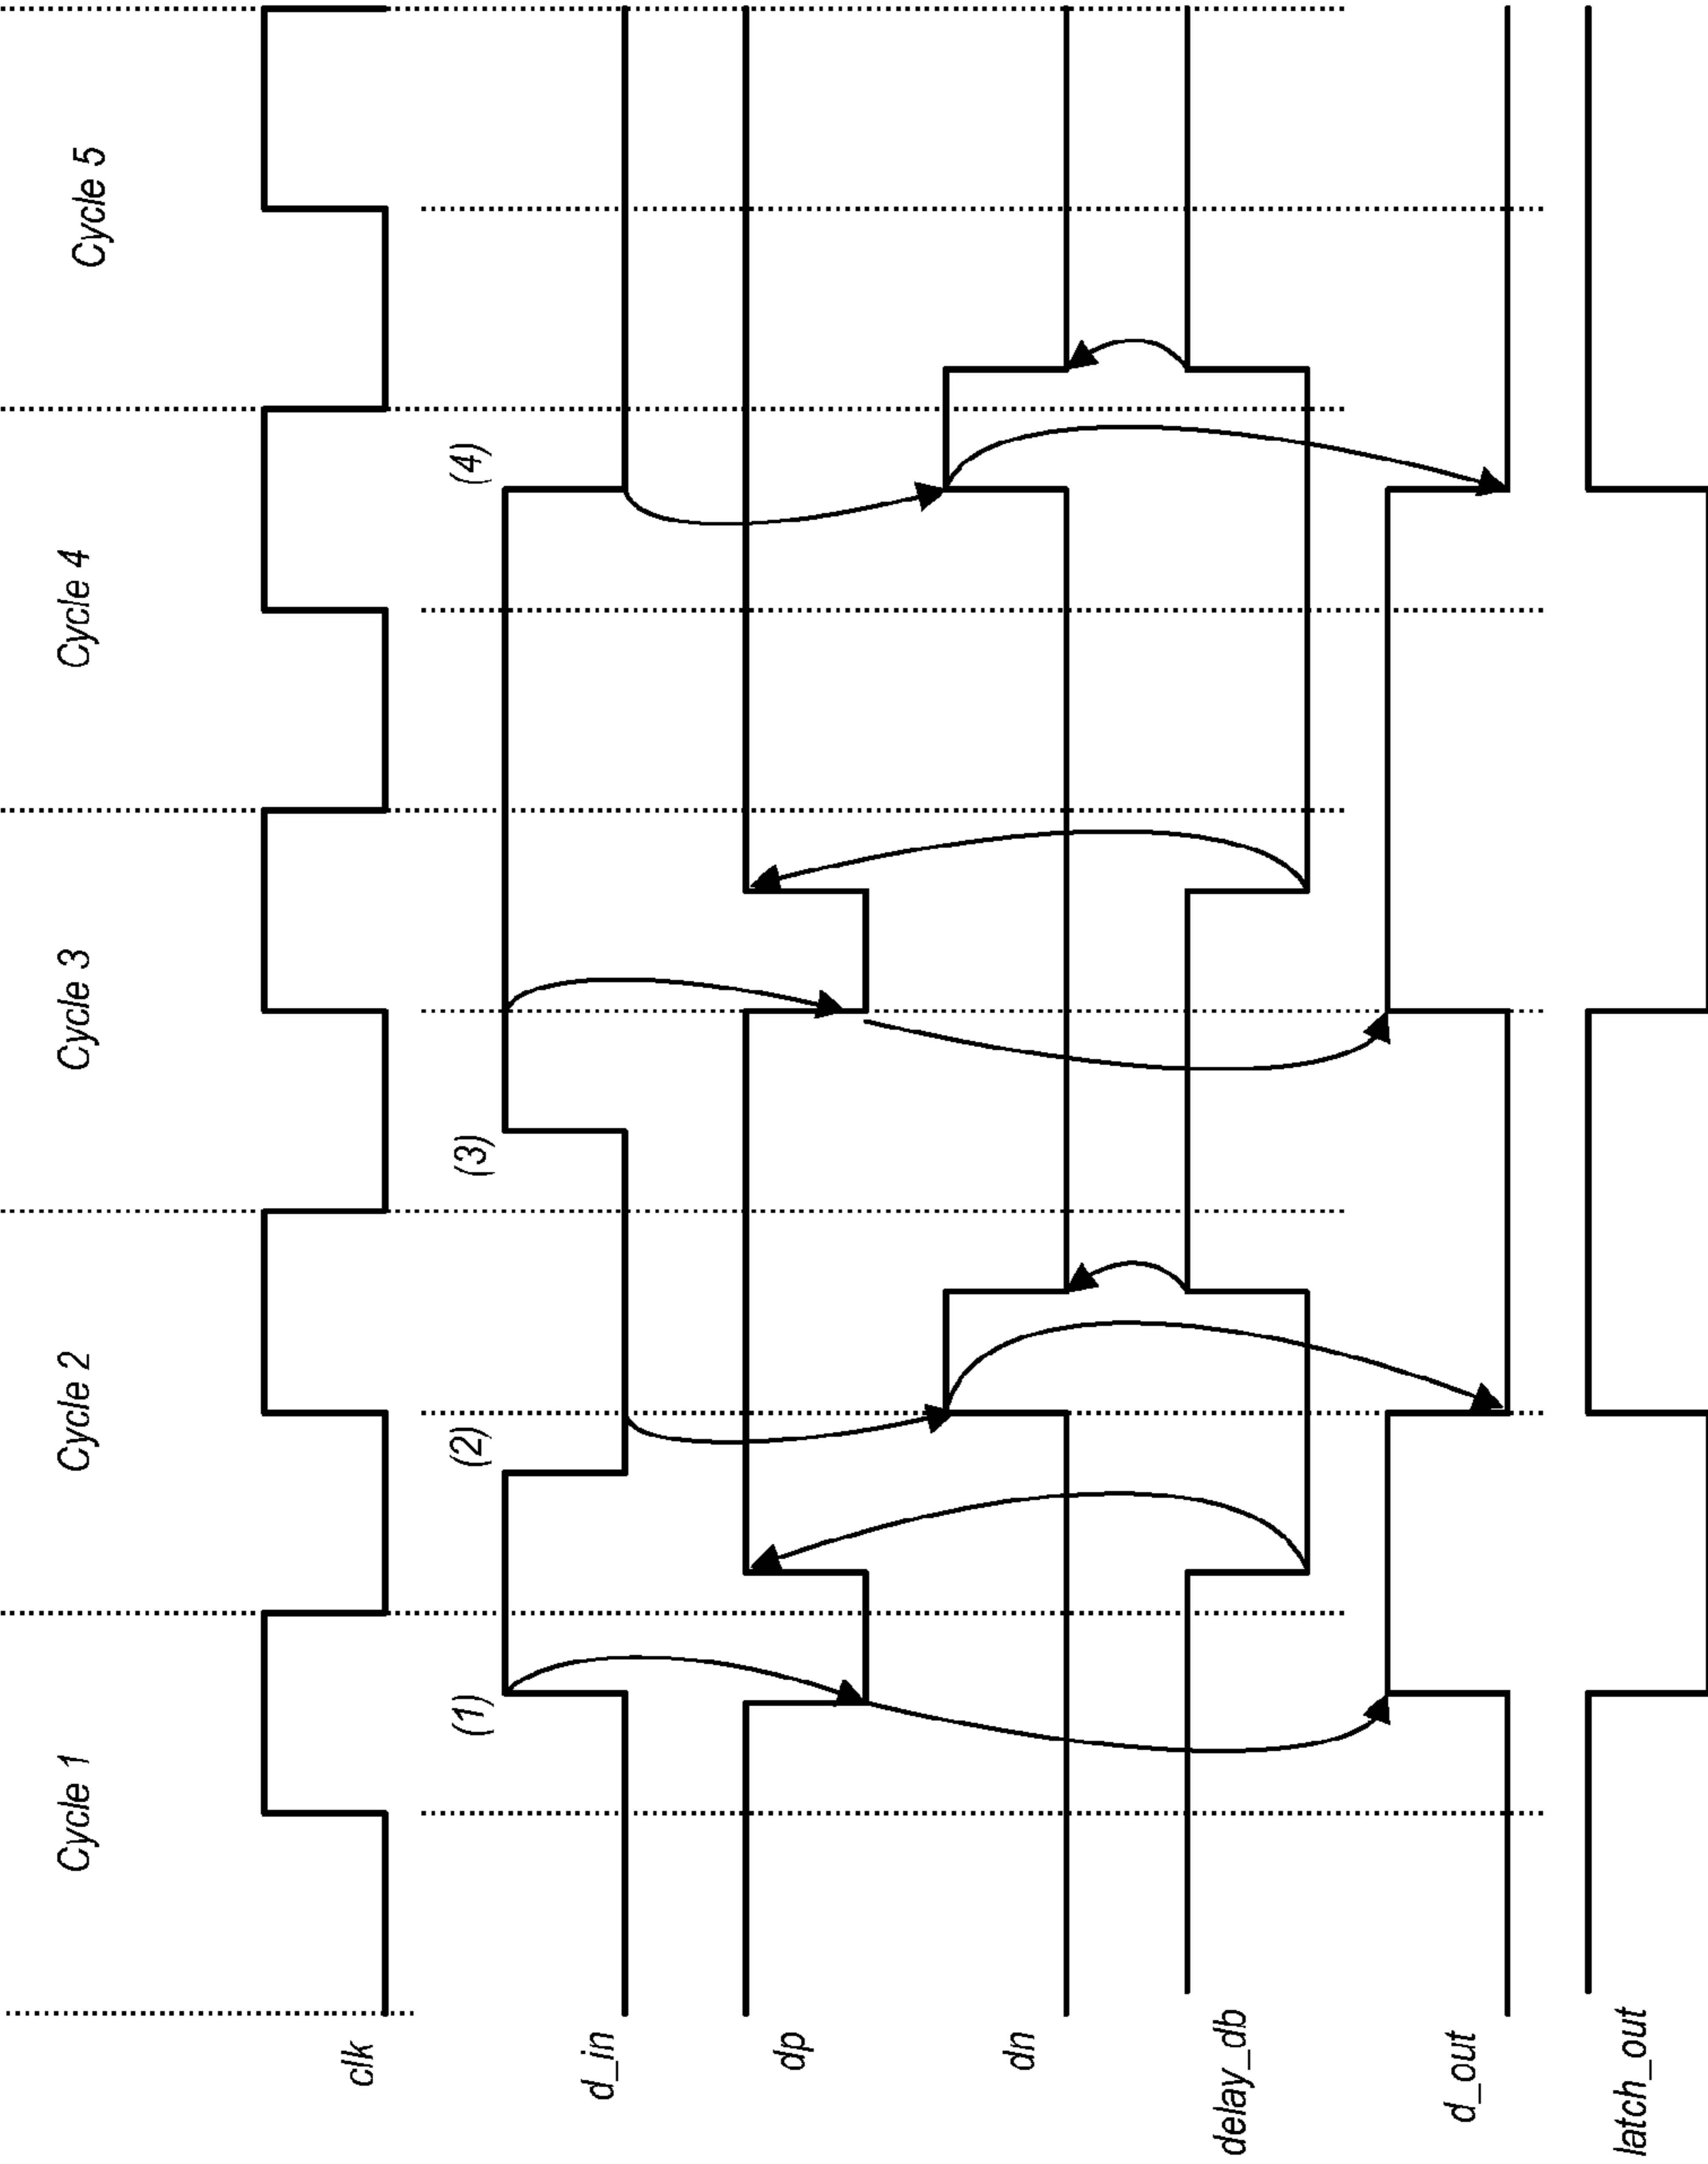 Cycle 1
Cycle 2
Cycle 3
Cycle 4
Cycle 5
clk
(1)
(2)
(3)
(4)
d_in
dp
dn
delay_db
d_out
latch_out